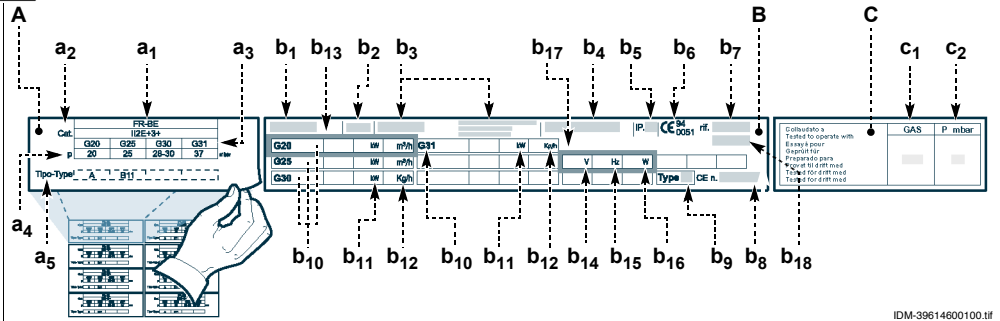 A a2 a1 a3 b1 b13 b2 b3 b17 b4 b5 b6 b7 B C c1 c2
FR-BE
Cat. II2E+3+
G20 G25 G30 G31
p 20 25 28-30 37 mbar
Tipo-Type A B11
IP. CE 94 0051 rif.
G20 kW m³/h G31 kW Kg/h
G25 kW m³/h V Hz W
G30 kW Kg/h Type CE n.
Collaudato a
Tested to operate with
Essayé pour
Geprüft für
Preparado para
Provet til drift med
Tested for drift med
Tested for drift med
GAS P mbar
a4 a5 b10 b11 b12 b10 b11 b12 b14 b15 b16 b9 b8 b18
IDM-39614600100.tif